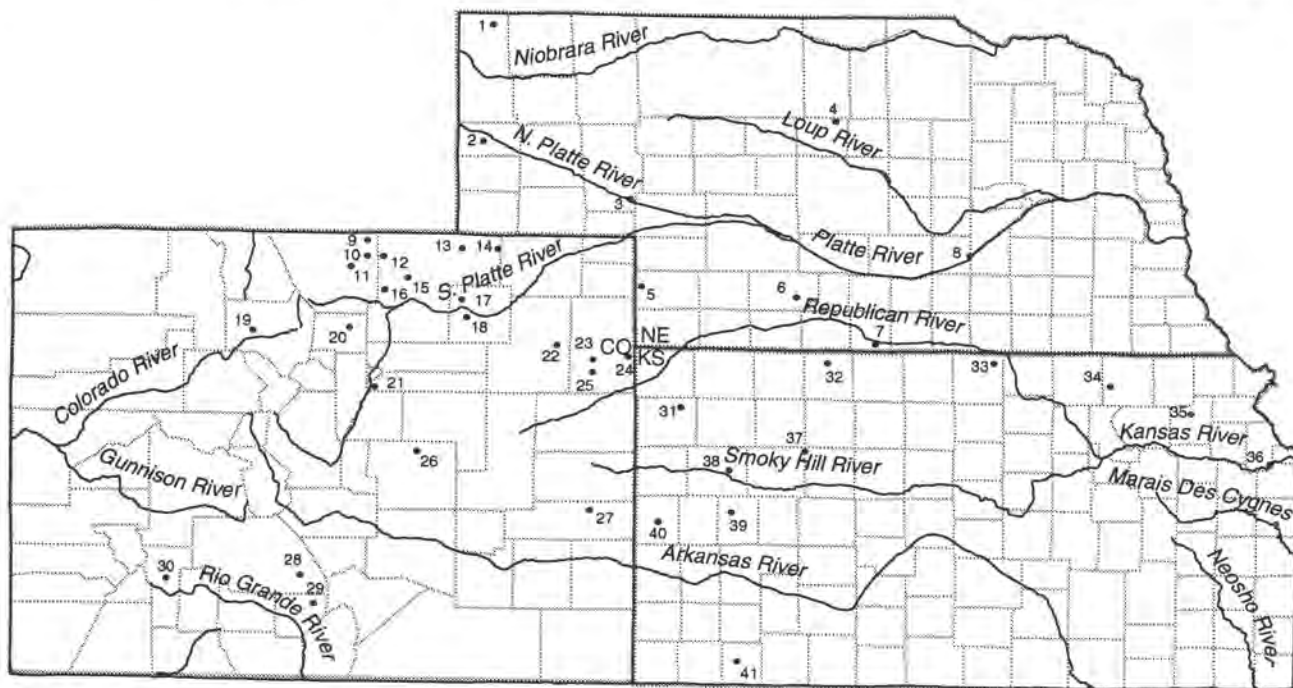 1
Niobrara River
4
Loup River
2
N. Platte River
3
Platte River
8
9
10
11
12
13
14
15
16
S. Platte River
17
18
5
6
Republican River
7
19
20
Colorado River
21
22
23
24
25
CO
NE
KS
32
33
34
31
35
Kansas River
36
26
37
38
Smoky Hill River
Marais Des Cygnes
Gunnison River
27
40
39
Arkansas River
Neosho River
28
30
29
Rio Grande River
41